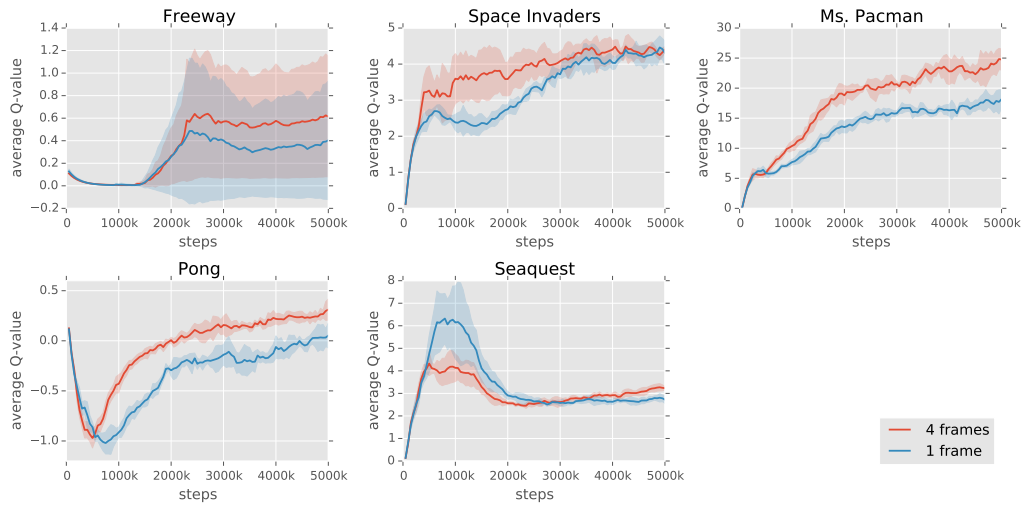 Freeway
1.4
1.2
1.0
0.8
0.6
0.4
0.2
0.0
−0.2
average Q-value
0 1000k 2000k 3000k 4000k 5000k
steps
Space Invaders
5
4
3
2
1
0
average Q-value
0 1000k 2000k 3000k 4000k 5000k
steps
Ms. Pacman
30
25
20
15
10
5
0
average Q-value
0 1000k 2000k 3000k 4000k 5000k
steps
Pong
0.5
0.0
−0.5
−1.0
average Q-value
0 1000k 2000k 3000k 4000k 5000k
steps
Seaquest
8
7
6
5
4
3
2
1
0
average Q-value
0 1000k 2000k 3000k 4000k 5000k
steps
4 frames
1 frame